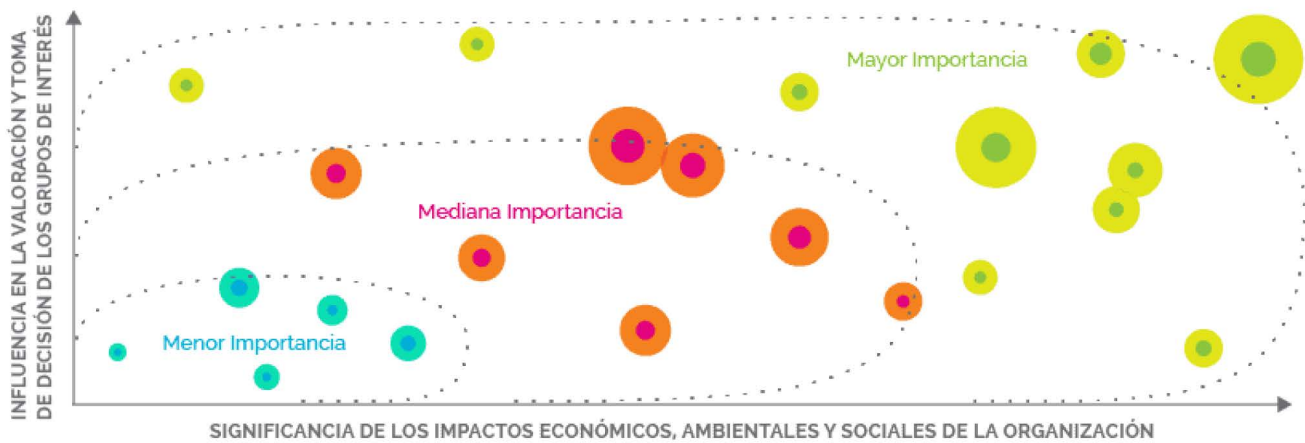 INFLUENCIA EN LA VALORACIÓN Y TOMA
DE DECISIÓN DE LOS GRUPOS DE INTERÉS
Mayor Importancia
Mediana Importancia
Menor Importancia
SIGNIFICANCIA DE LOS IMPACTOS ECONÓMICOS, AMBIENTALES Y SOCIALES DE LA ORGANIZACIÓN